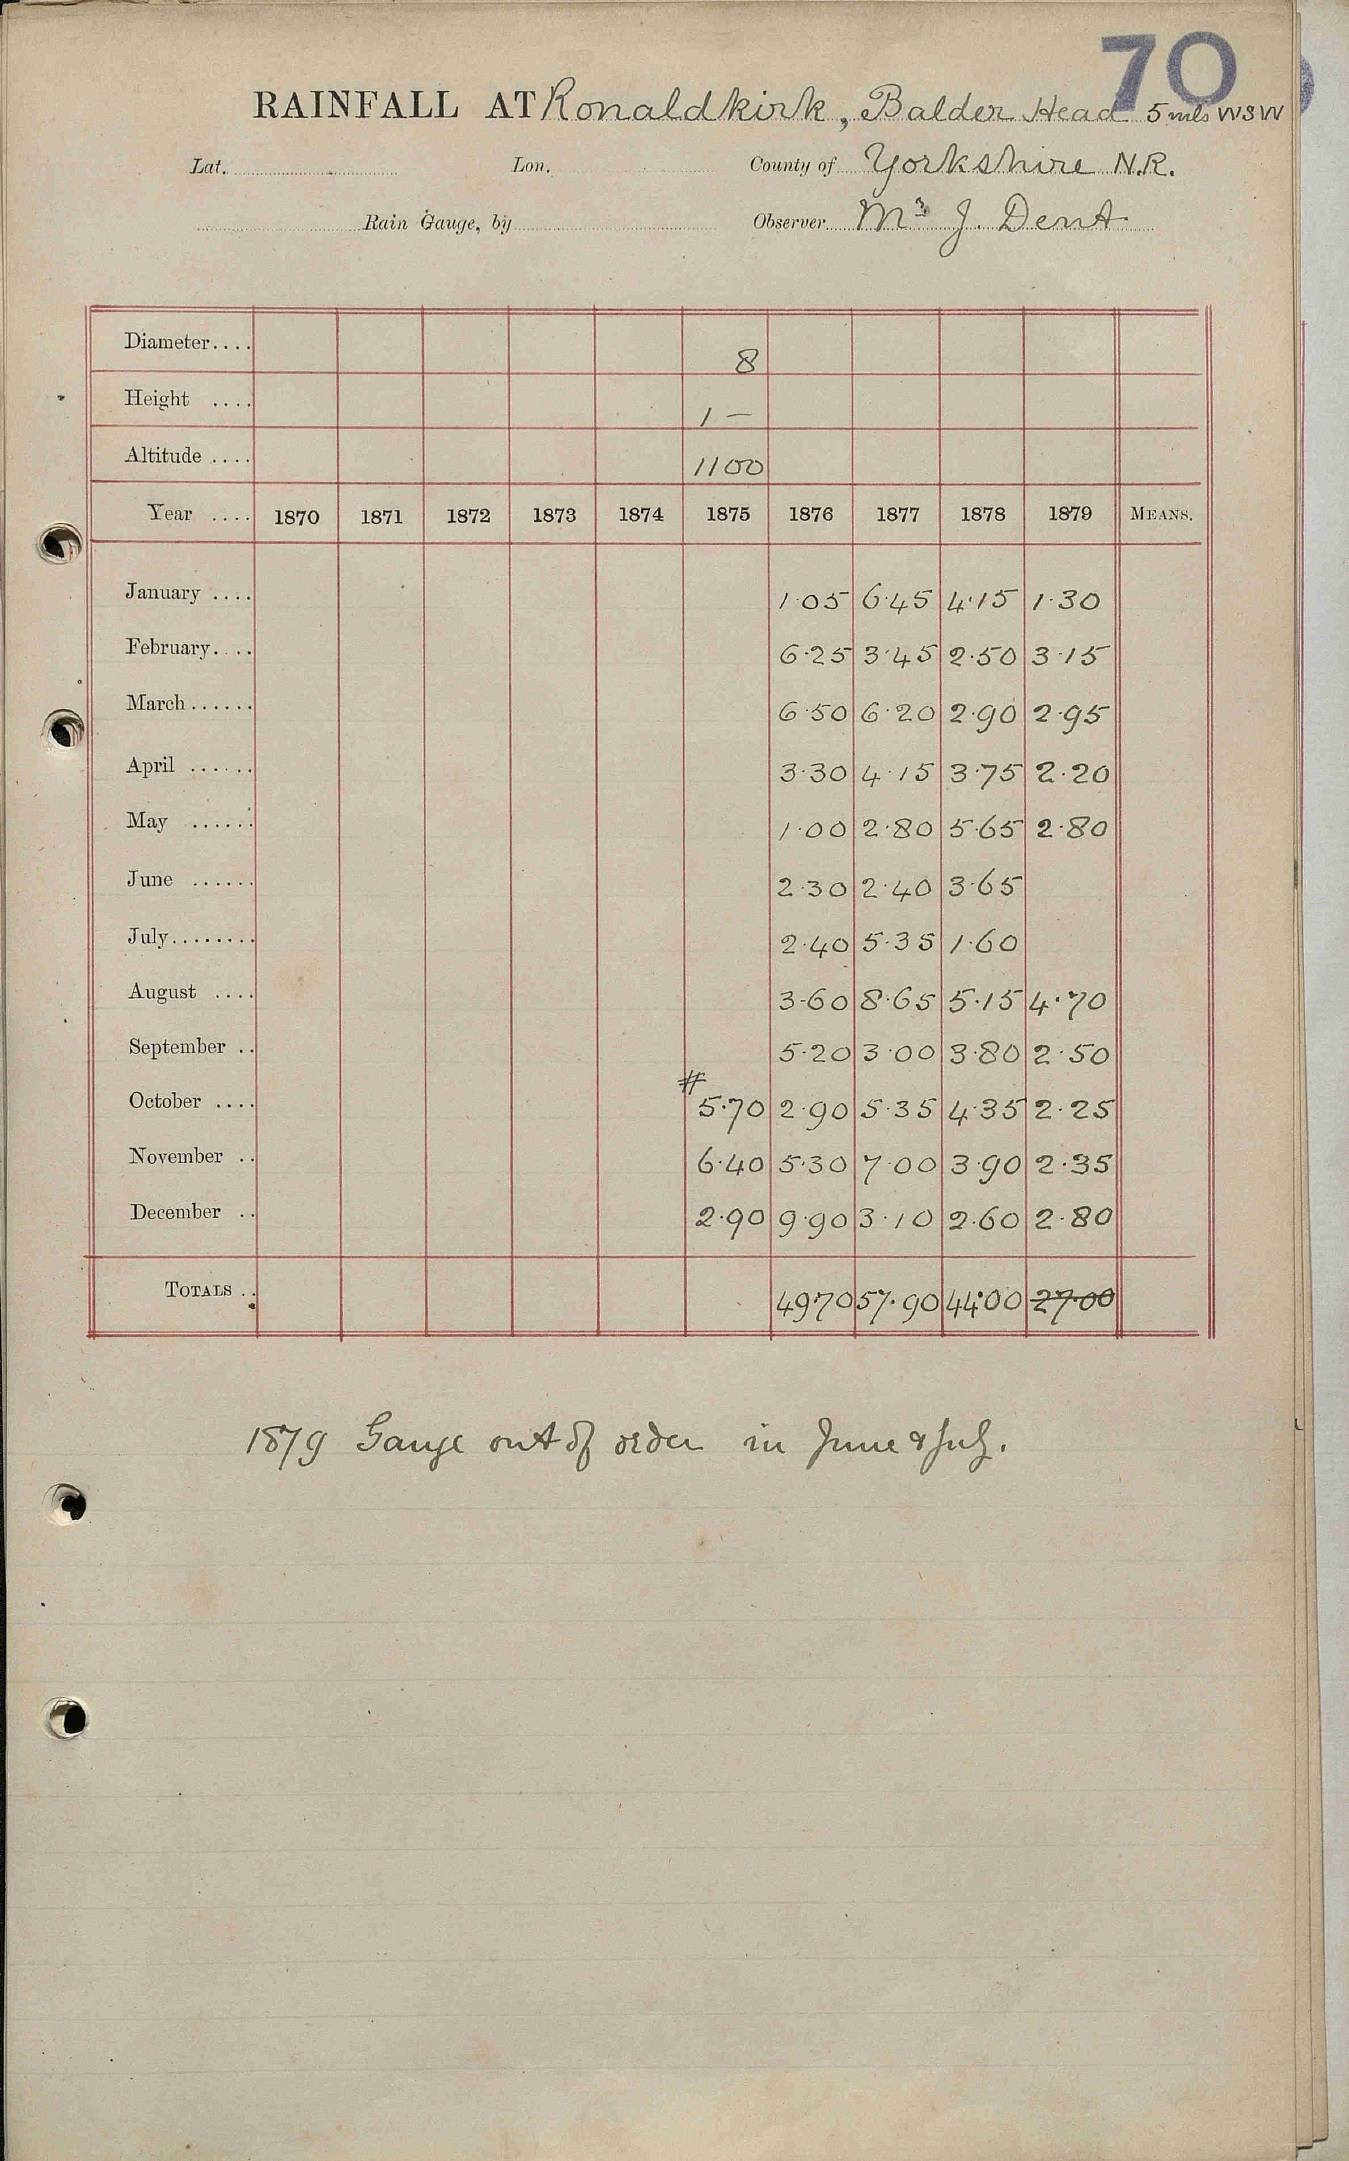 70
RAINFALL AT Ronaldkirk, Balder Head 5 mls WSW
Lat. Lon. County of Yorkshire N.R.
Rain Gauge, by Observer Mr J. Dent
Diameter.... 8
Height .... 1 —
Altitude .... 1100
Year .... 1870 1871 1872 1873 1874 1875 1876 1877 1878 1879 MEANS.
January .... 1·05 6·45 4·15 1·30
February.... 6·25 3·45 2·50 3·15
March...... 6·50 6·20 2·90 2·95
April ...... 3·30 4·15 3·75 2·20
May ...... 1·00 2·80 5·65 2·80
June ...... 2·30 2·40 3·65
July........ 2·40 5·35 1·60
August .... 3·60 8·65 5·15 4·70
September .. 5·20 3·00 3·80 2·50
October .... # 5·70 2·90 5·35 4·35 2·25
November .. 6·40 5·30 7·00 3·90 2·35
December .. 2·90 9·90 3·10 2·60 2·80
TOTALS .. 49·70 57·90 44·00 27·00
1879 Gauge out of order in June & July.